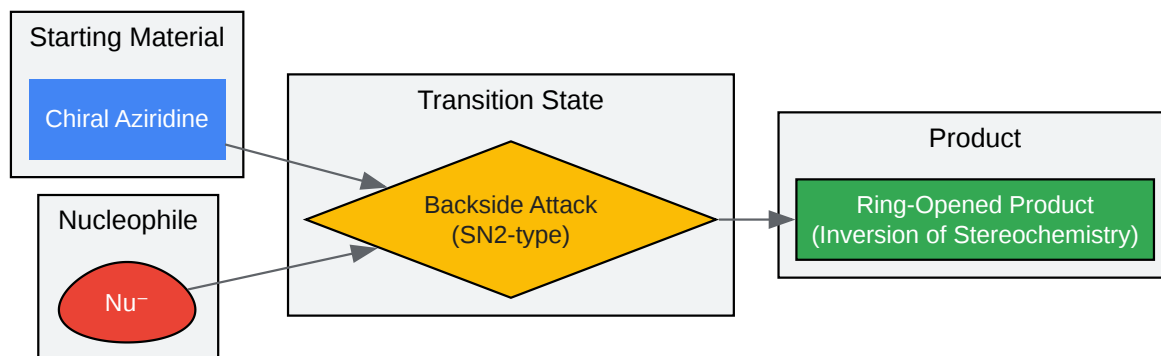 Starting Material
Chiral Aziridine
Nucleophile
Nu⁻
Transition State
Backside Attack
(SN2-type)
Product
Ring-Opened Product
(Inversion of Stereochemistry)